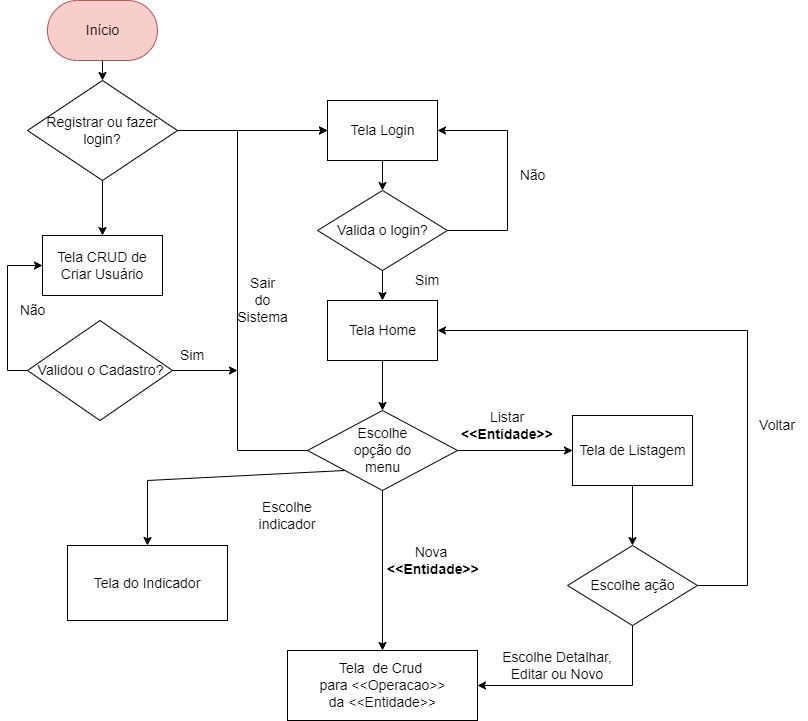 Início
Registrar ou fazer
login?
Tela Login
Não
Valida o login?
Tela CRUD de
Criar Usuário
Sim
Sair
do
Sistema
Não
Tela Home
Sim
Validou o Cadastro?
Listar
<<Entidade>>
Voltar
Escolhe
opção do
menu
Tela de Listagem
Escolhe
indicador
Nova
<<Entidade>>
Tela do Indicador
Escolhe ação
Escolhe Detalhar,
Editar ou Novo
Tela de Crud
para <<Operacao>>
da <<Entidade>>